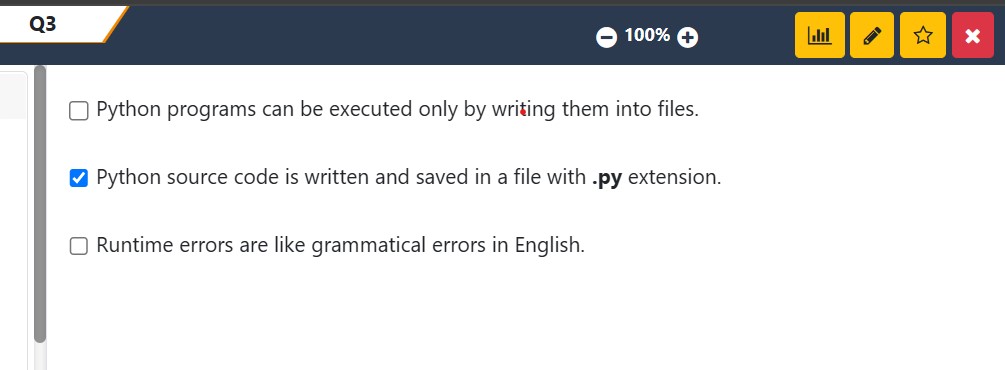 Q3
100%
Python programs can be executed only by writing them into files.
Python source code is written and saved in a file with .py extension.
Runtime errors are like grammatical errors in English.